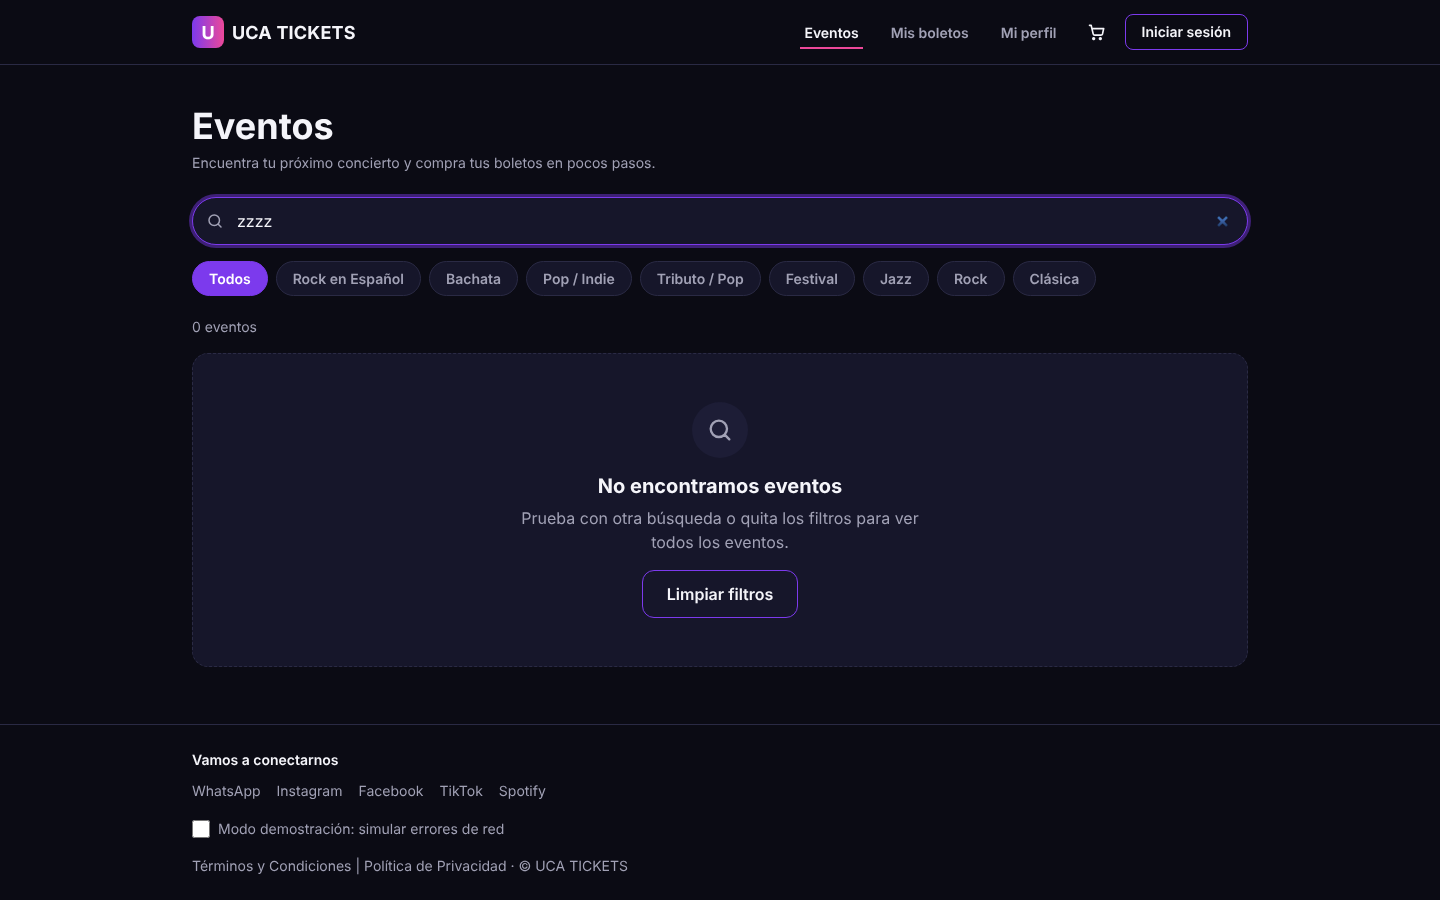 U UCA TICKETS
Eventos Mis boletos Mi perfil Iniciar sesión
Eventos
Encuentra tu próximo concierto y compra tus boletos en pocos pasos.
zzzz
Todos Rock en Español Bachata Pop / Indie Tributo / Pop Festival Jazz Rock Clásica
0 eventos
No encontramos eventos
Prueba con otra búsqueda o quita los filtros para ver
todos los eventos.
Limpiar filtros
Vamos a conectarnos
WhatsApp Instagram Facebook TikTok Spotify
Modo demostración: simular errores de red
Términos y Condiciones | Política de Privacidad · © UCA TICKETS